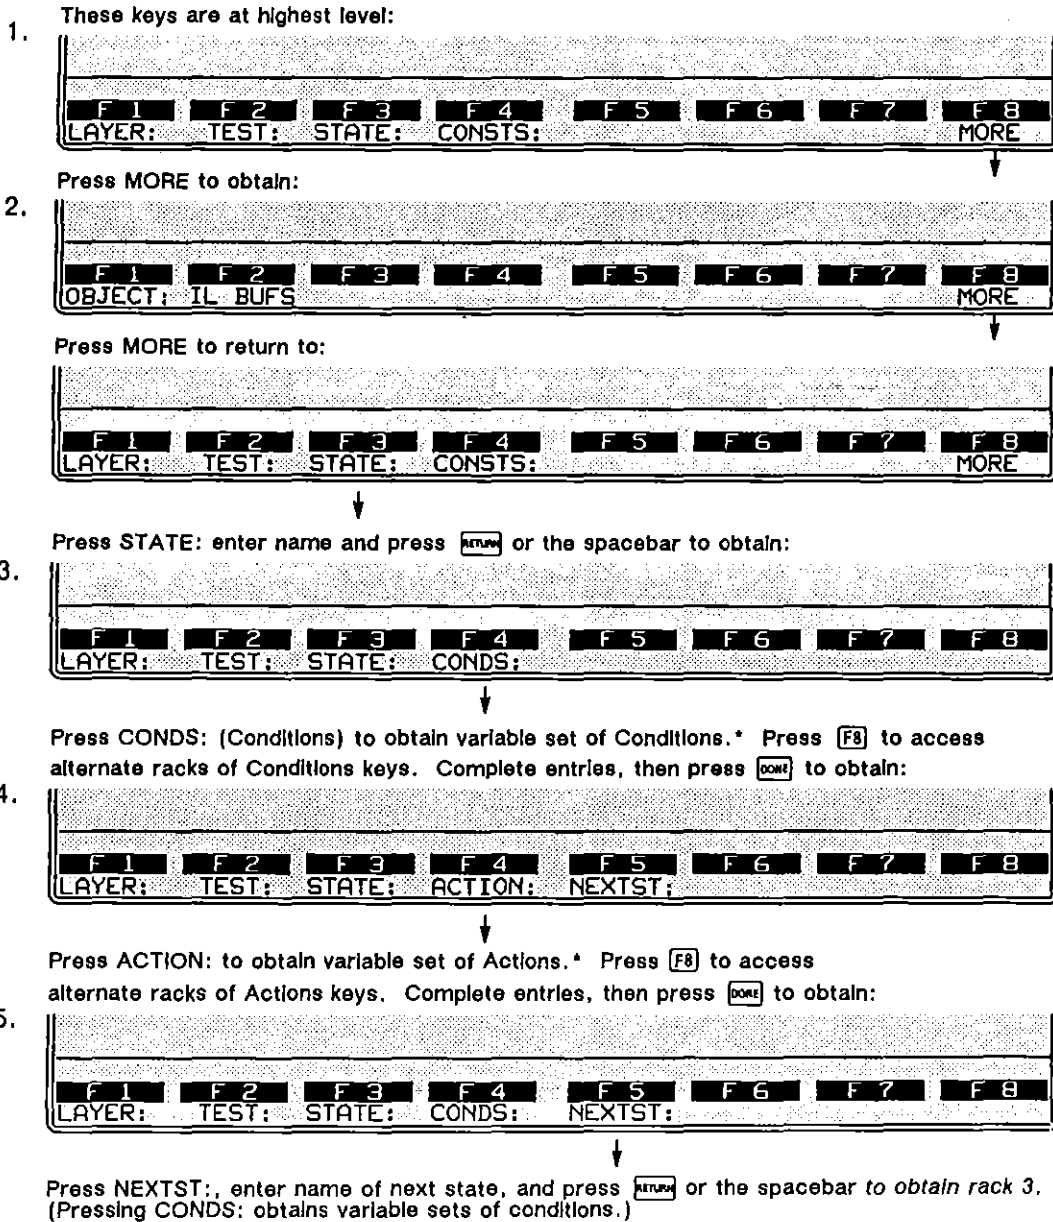 These keys are at highest level:
1.
F 1 F 2 F 3 F 4 F 5 F 6 F 7 F 8
LAYER: TEST: STATE: CONSTS: MORE
Press MORE to obtain:
2.
F 1 F 2 F 3 F 4 F 5 F 6 F 7 F 8
OBJECT: IL BUFS MORE
Press MORE to return to:
F 1 F 2 F 3 F 4 F 5 F 6 F 7 F 8
LAYER: TEST: STATE: CONSTS: MORE
Press STATE: enter name and press RETURN or the spacebar to obtain:
3.
F 1 F 2 F 3 F 4 F 5 F 6 F 7 F 8
LAYER: TEST: STATE: CONDS:
Press CONDS: (Conditions) to obtain variable set of Conditions.* Press F8 to access
alternate racks of Conditions keys. Complete entries, then press DONE to obtain:
4.
F 1 F 2 F 3 F 4 F 5 F 6 F 7 F 8
LAYER: TEST: STATE: ACTION: NEXTST:
Press ACTION: to obtain variable set of Actions.* Press F8 to access
alternate racks of Actions keys. Complete entries, then press DONE to obtain:
5.
F 1 F 2 F 3 F 4 F 5 F 6 F 7 F 8
LAYER: TEST: STATE: CONDS: NEXTST:
Press NEXTST:, enter name of next state, and press RETURN or the spacebar to obtain rack 3.
(Pressing CONDS: obtains variable sets of conditions.)